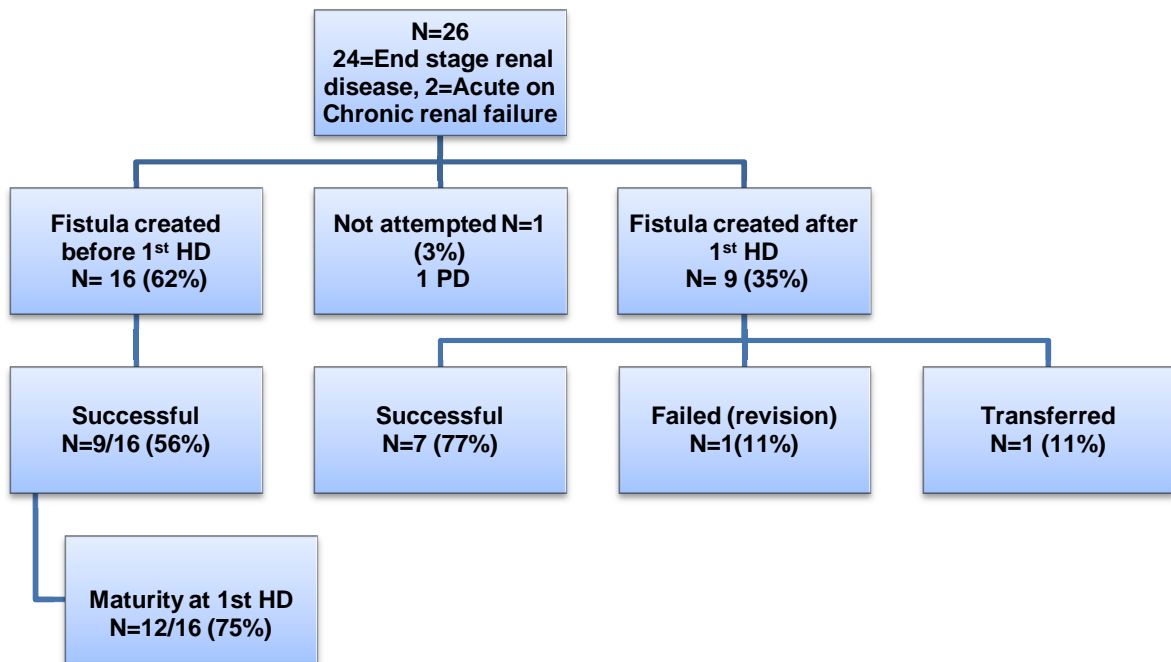 N=26
24=End stage renal
disease, 2=Acute on
Chronic renal failure
Fistula created
before 1st HD
N= 16 (62%)
Not attempted N=1
(3%)
1 PD
Fistula created after
1st HD
N= 9 (35%)
Successful
N=9/16 (56%)
Successful
N=7 (77%)
Failed (revision)
N=1(11%)
Transferred
N=1 (11%)
Maturity at 1st HD
N=12/16 (75%)